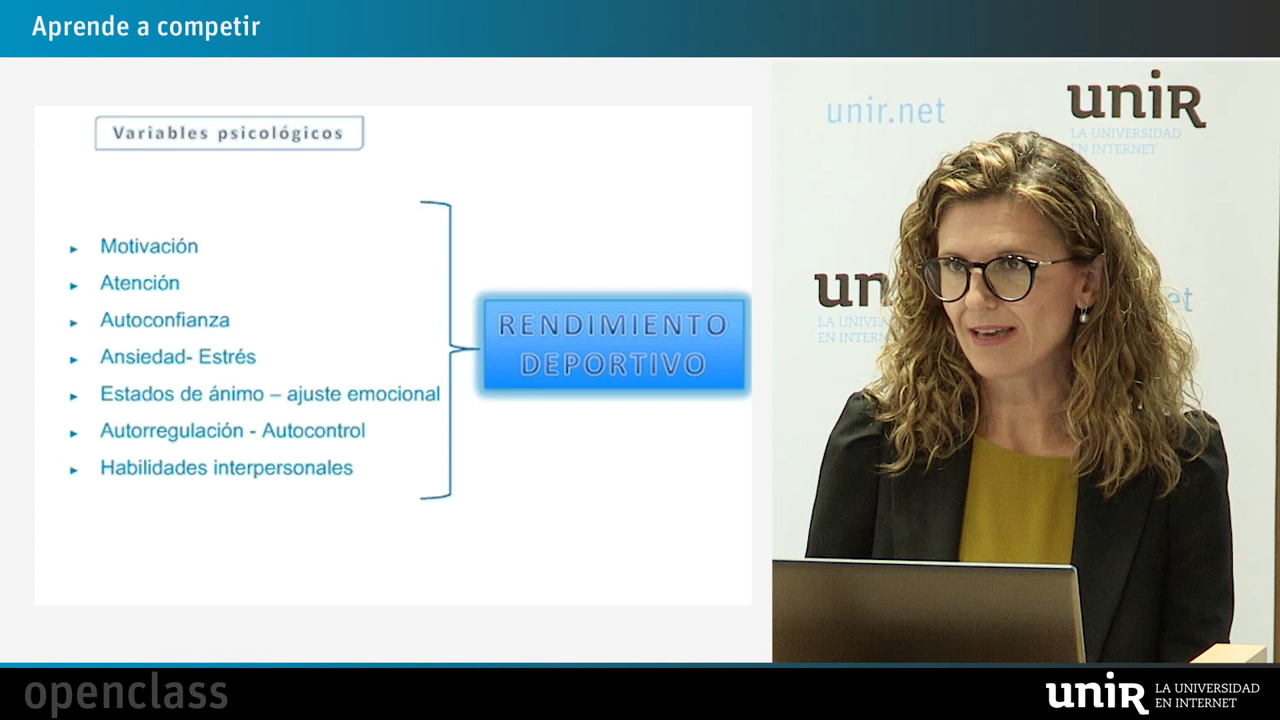 Aprende a competir
Variables psicológicos
Motivación
Atención
Autoconfianza
Ansiedad- Estrés
Estados de ánimo – ajuste emocional
Autorregulación - Autocontrol
Habilidades interpersonales
RENDIMIENTO
DEPORTIVO
unir.net
uniR
LA UNIVERSIDAD
EN INTERNET
openclass
uniR
LA UNIVERSIDAD
EN INTERNET